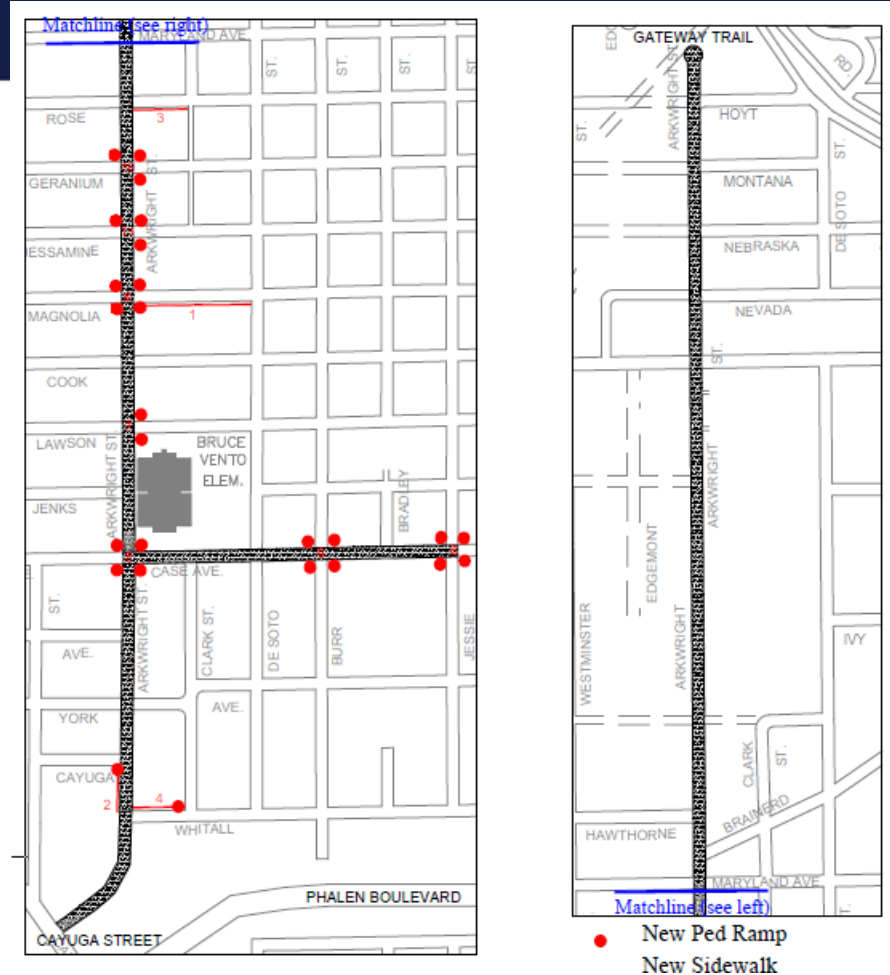 Matchline (see right)
MARYLAND AVE.
ST.
ST.
ST.
ST.
ROSE
3
ST.
GERANIUM
ARKWRIGHT
ESSAMINE
MAGNOLIA
1
COOK
LAWSON
ARKWRIGHT ST.
BRUCE
VENTO
ELEM.
JENKS
BRADLEY
CASE AVE.
ST.
ARKWRIGHT ST.
CLARK ST.
DE SOTO
BURR
JESSIE
AVE.
YORK
AVE.
CAYUGA
2
4
WHITALL
PHALEN BOULEVARD
CAYUGA STREET
GATEWAY TRAIL
EDG
ARKWRIGHT ST.
RD.
HOYT
ST.
ST.
MONTANA
DE SOTO
NEBRASKA
NEVADA
ST.
ARKWRIGHT
EDGEMONT
WESTMINSTER
ARKWRIGHT
IVY
CLARK
ST.
BRAINERD
HAWTHORNE
MARYLAND AVE.
Matchline (see left)
T.
New Ped Ramp
New Sidewalk